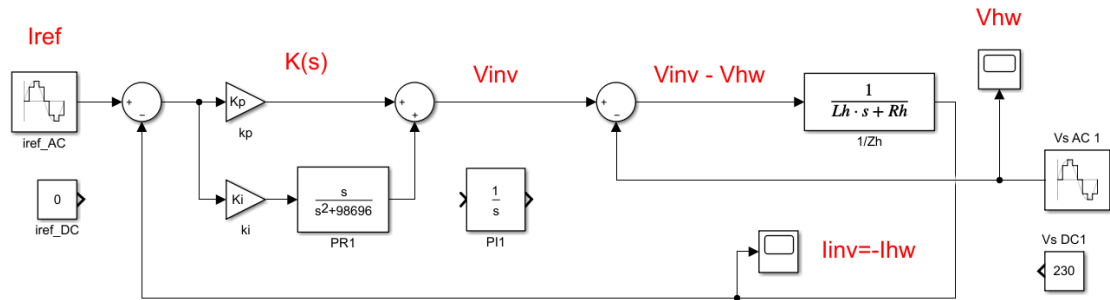 Iref
K(s)
Vinv
Vinv - Vhw
Vhw
iref_AC
+
−
Kp
kp
+
+
+
−
1
Lh · s + Rh
1/Zh
Vs AC 1
0
iref_DC
Ki
ki
s
s2+98696
PR1
1
s
PI1
Iinv=-Ihw
Vs DC1
230